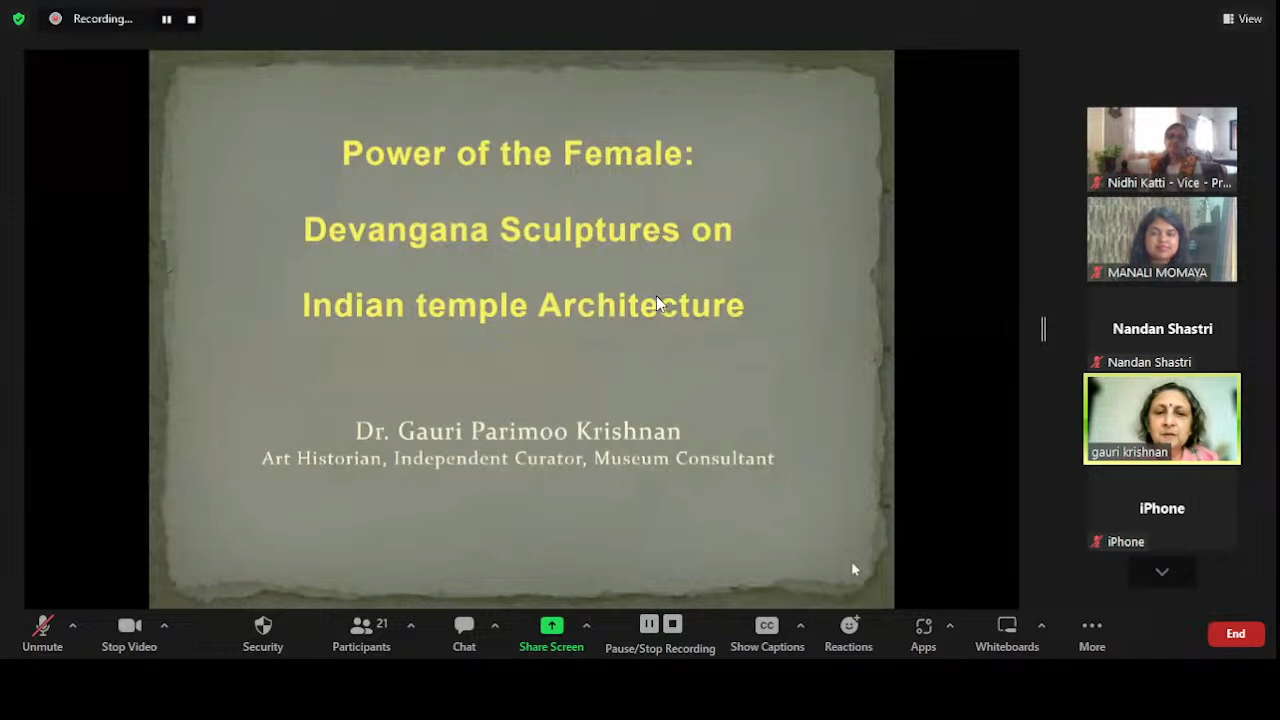 Recording...
View
Power of the Female:
Devangana Sculptures on
Indian temple Architecture
Dr. Gauri Parimoo Krishnan
Art Historian, Independent Curator, Museum Consultant
Nidhi Katti - Vice - Pr...
MANALI MOMAYA
Nandan Shastri
Nandan Shastri
gauri krishnan
iPhone
iPhone
Unmute
Stop Video
Security
21
Participants
Chat
Share Screen
Pause/Stop Recording
CC
Show Captions
Reactions
Apps
Whiteboards
More
End